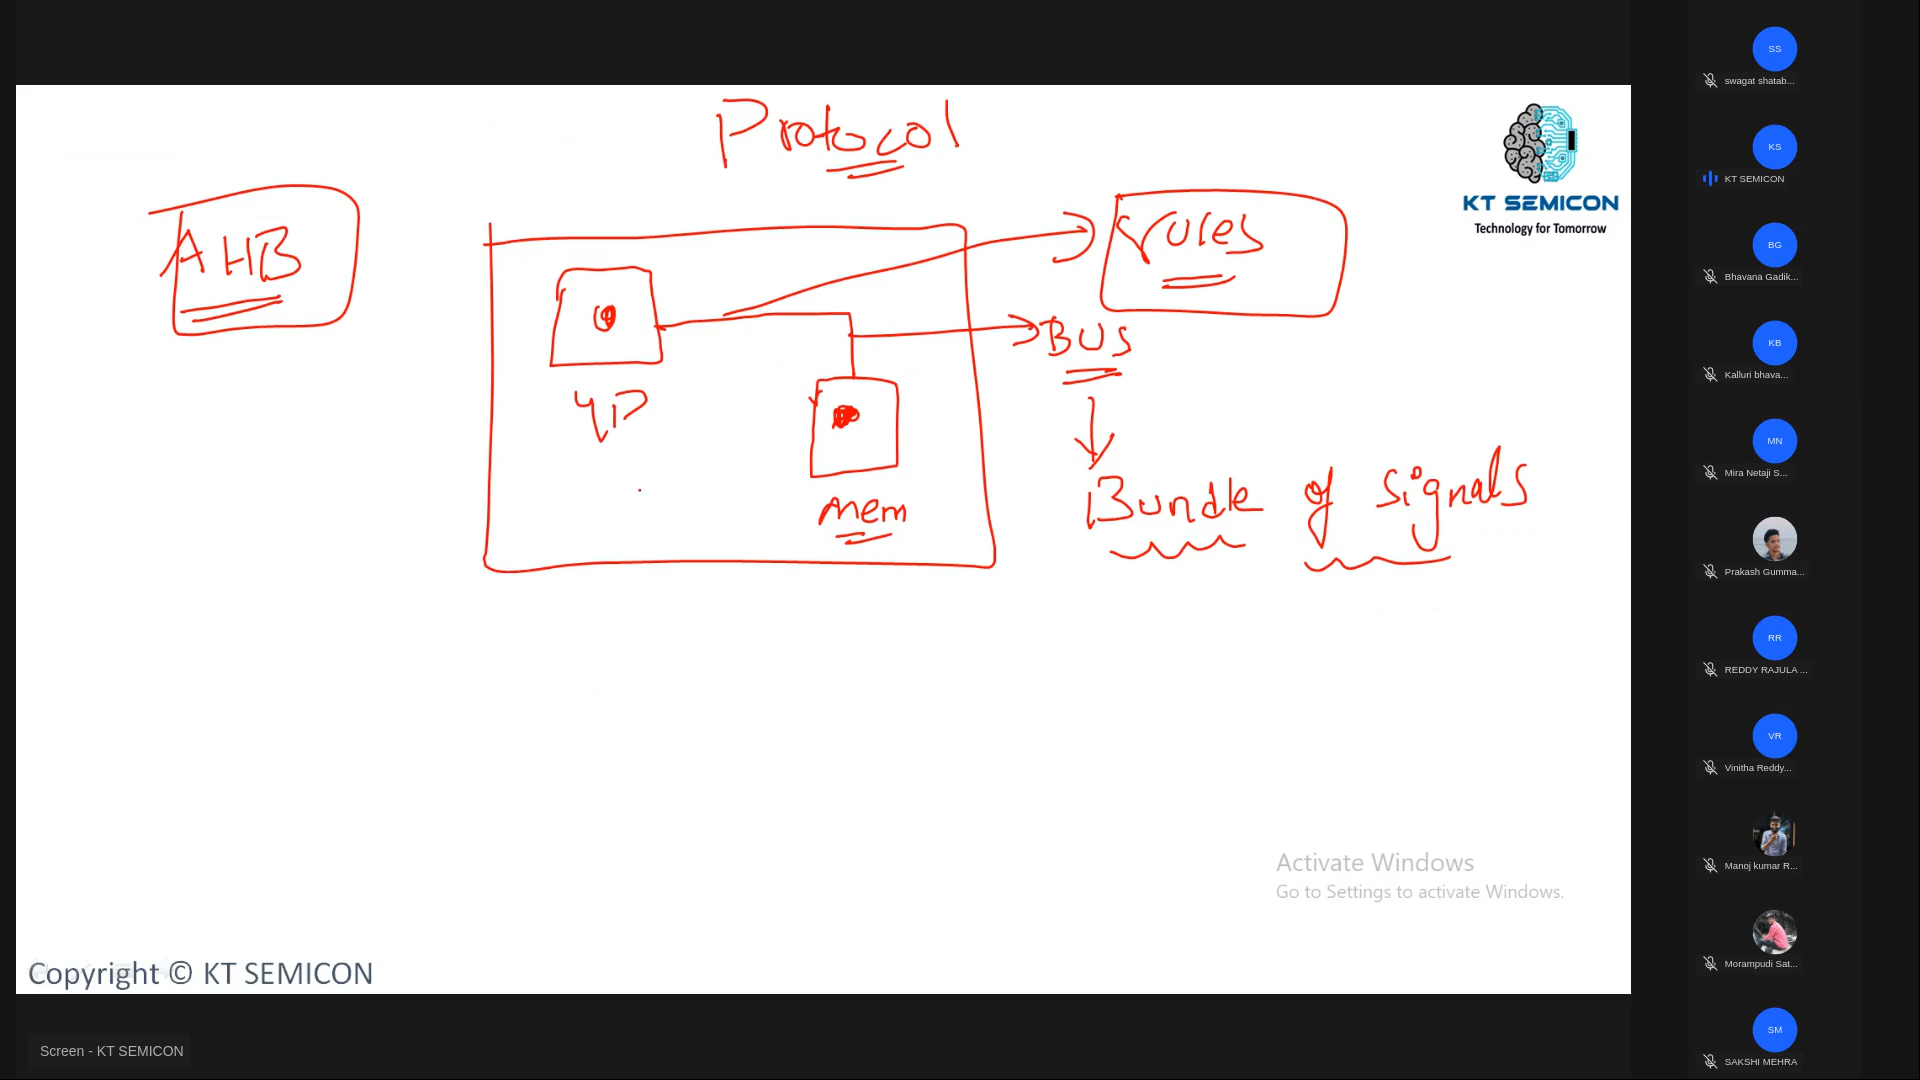 Protocol
KT SEMICON
Technology for Tomorrow
AHB
rules
BUS
μP
mem
Bundle of signals
Activate Windows
Go to Settings to activate Windows.
Copyright © KT SEMICON
Screen - KT SEMICON
SS
swagat shatab...
KS
KT SEMICON
BG
Bhavana Gadik...
KB
Kalluri bhava...
MN
Mira Netaji S...
Prakash Gumma...
RR
REDDY RAJULA ...
VR
Vinitha Reddy...
Manoj kumar R...
Morampudi Sat...
SM
SAKSHI MEHRA